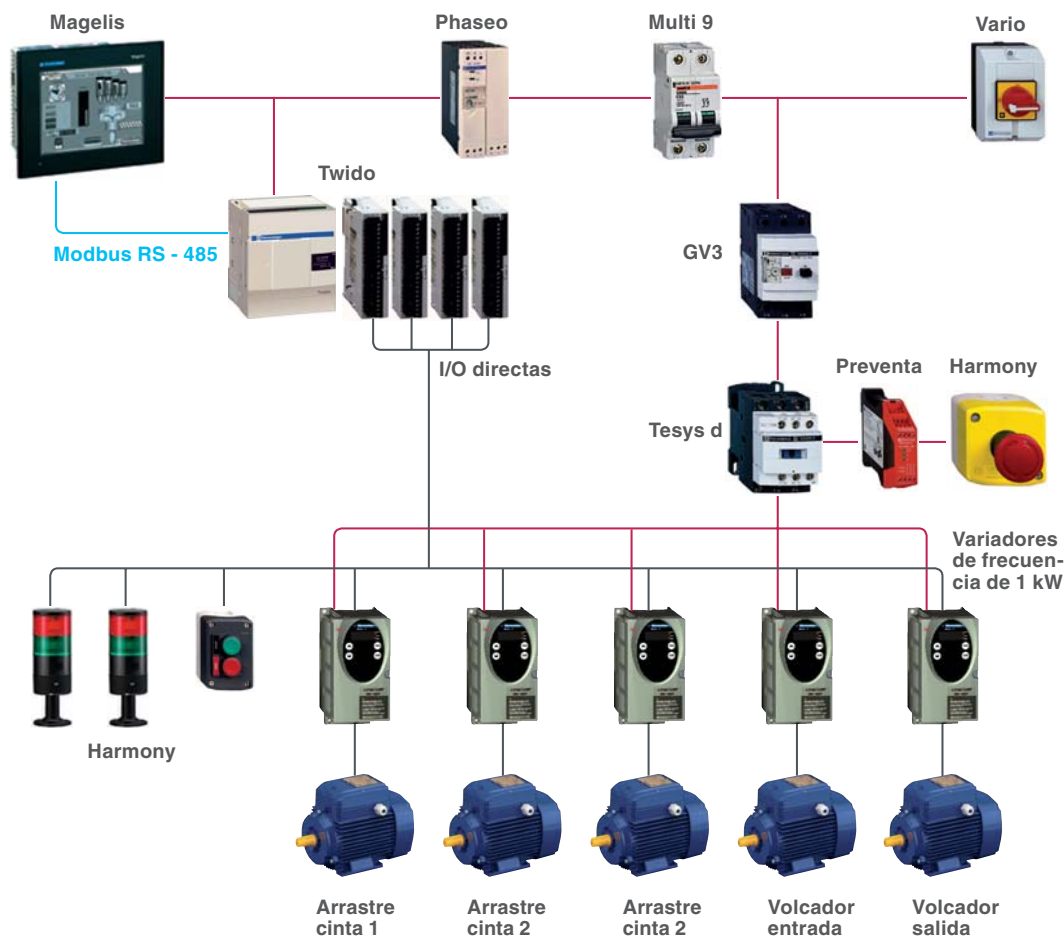 Magelis
Phaseo
Multi 9
Vario
Twido
Modbus RS - 485
GV3
I/O directas
Preventa
Harmony
Tesys d
Variadores
de frecuen-
cia de 1 kW
Harmony
Arrastre
cinta 1
Arrastre
cinta 2
Arrastre
cinta 2
Volcador
entrada
Volcador
salida